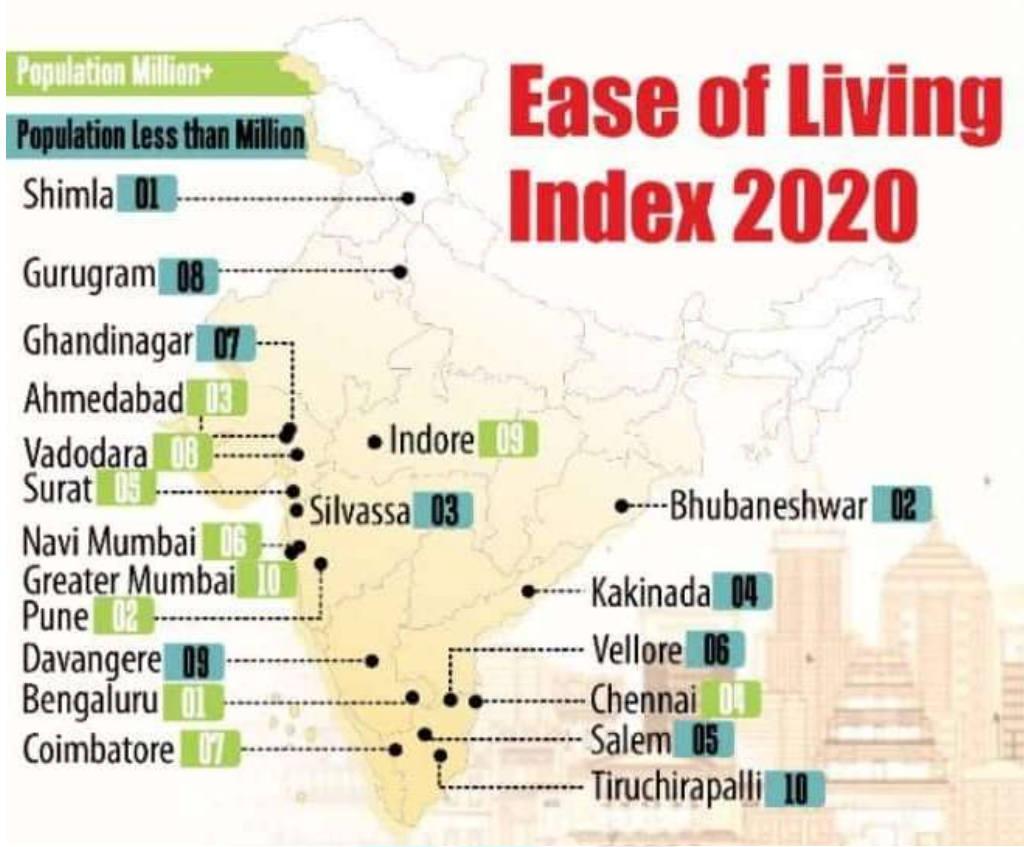 Population Million+
Population Less than Million
Ease of Living
Index 2020
Shimla 01
Gurugram 08
Ghandinagar 07
Ahmedabad 03
Vadodara 08
Indore 09
Surat 05
Silvassa 03
Bhubaneshwar 02
Navi Mumbai 06
Greater Mumbai 10
Pune 02
Kakinada 04
Davangere 09
Vellore 06
Bengaluru 01
Chennai 04
Coimbatore 07
Salem 05
Tiruchirapalli 10